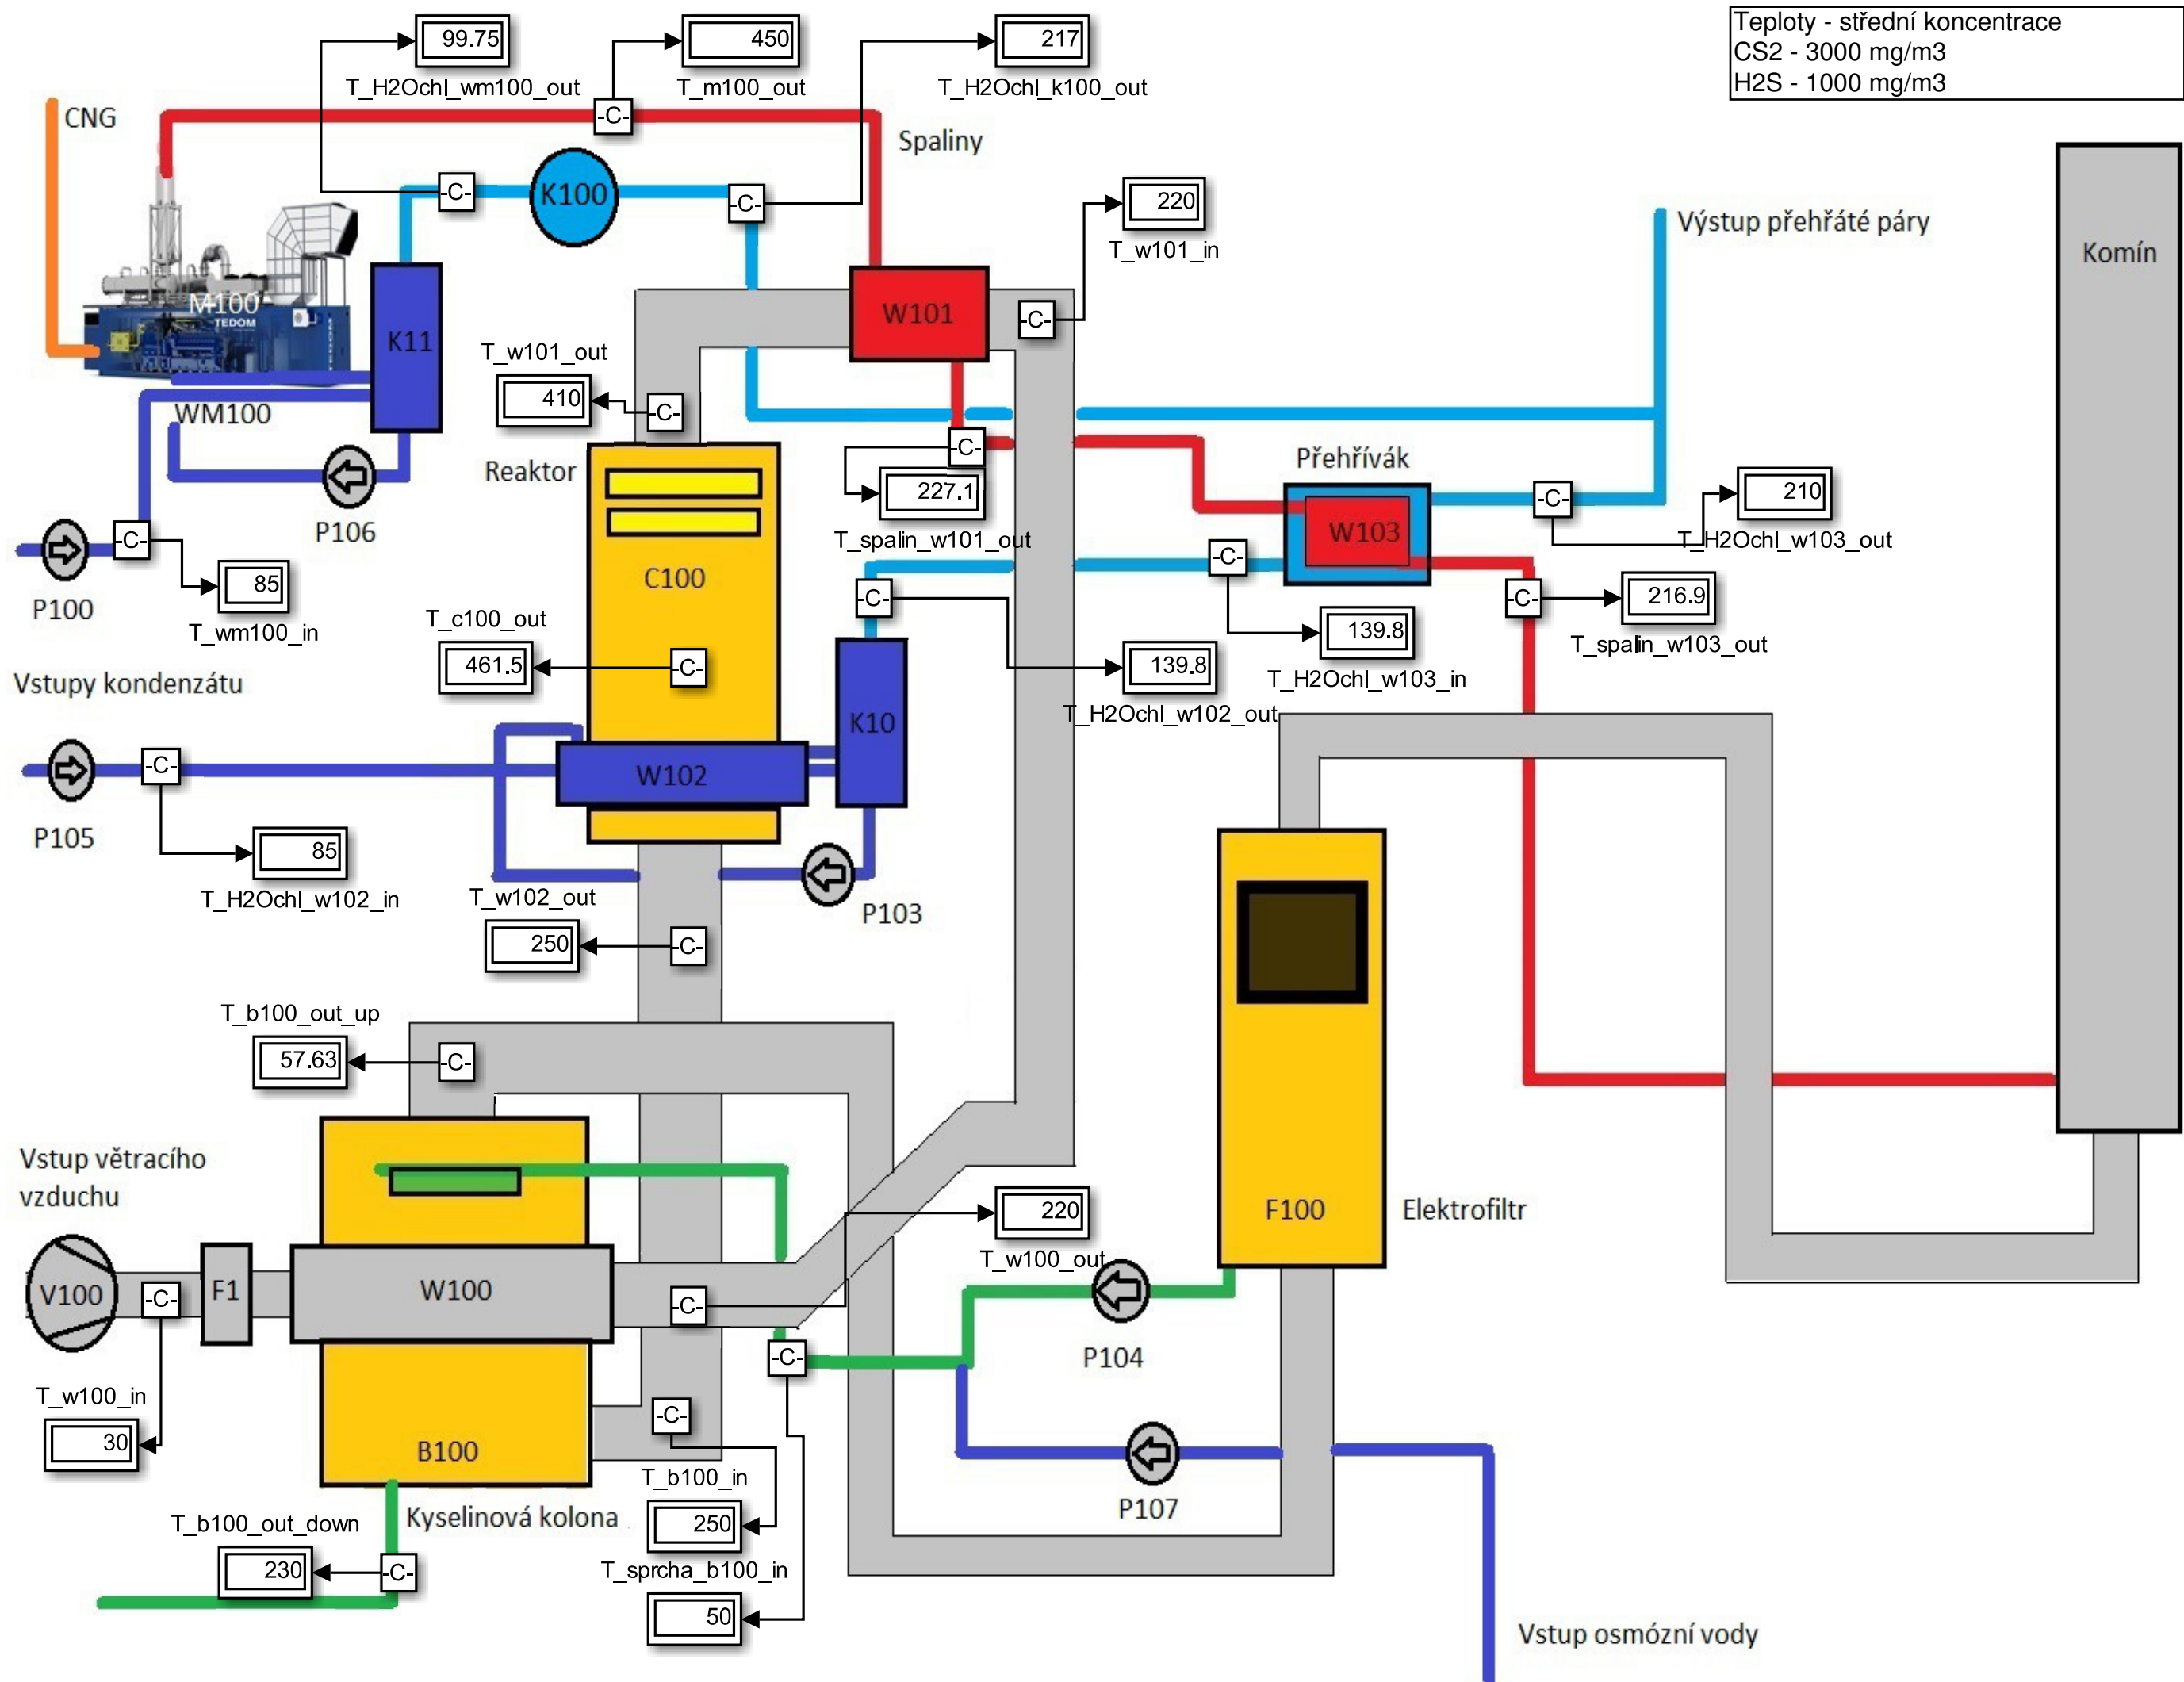 Teploty - střední koncentrace
CS2 - 3000 mg/m3
H2S - 1000 mg/m3
99.75
T_H2Ochl_wm100_out
450
T_m100_out
217
T_H2Ochl_k100_out
CNG
-C-
Spaliny
-C-
K100
-C-
220
T_w101_in
Výstup přehřáté páry
Komín
M100
TEDOM
K11
W101
-C-
T_w101_out
410
-C-
WM100
Reaktor
-C-
227.1
T_spalin_w101_out
Přehřívák
W103
-C-
210
T_H2Ochl_w103_out
P106
P100
-C-
85
T_wm100_in
C100
-C-
-C-
139.8
T_H2Ochl_w103_in
-C-
216.9
T_spalin_w103_out
T_c100_out
461.5
-C-
139.8
T_H2Ochl_w102_out
Vstupy kondenzátu
K10
-C-
W102
P105
85
T_H2Ochl_w102_in
P103
T_w102_out
250
-C-
T_b100_out_up
57.63
-C-
Vstup větracího
vzduchu
F100
Elektrofiltr
220
T_w100_out
V100
-C-
F1
W100
-C-
P104
-C-
T_w100_in
30
B100
-C-
T_b100_in
250
P107
T_b100_out_down
230
-C-
Kyselinová kolona
T_sprcha_b100_in
50
Vstup osmózní vody